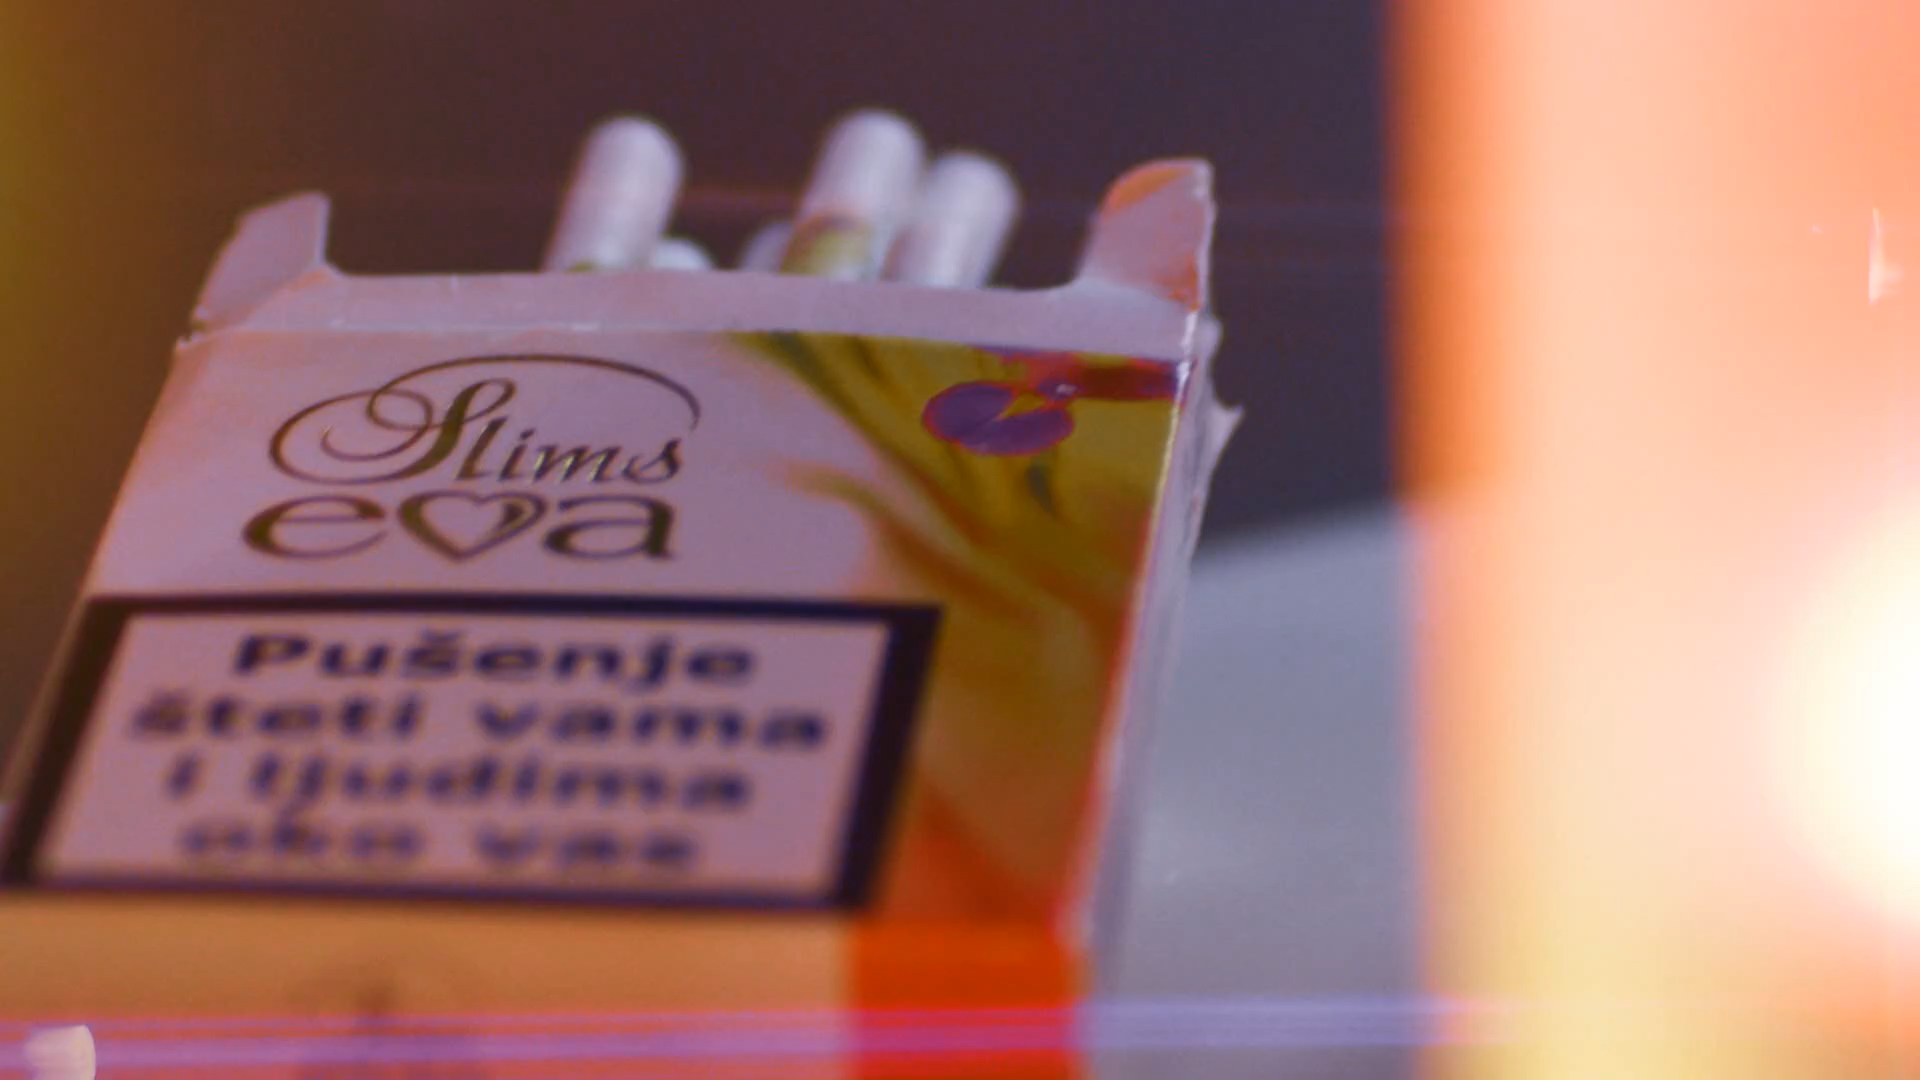 Slims
eva
Pušenje
šteti vama
i ljudima
oko vas